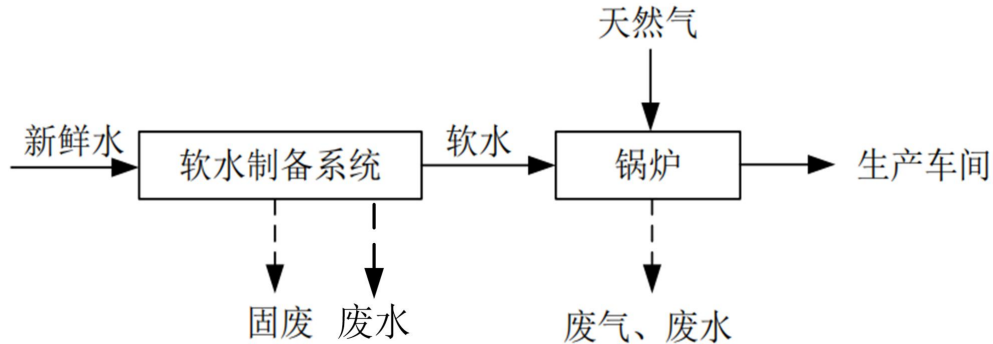 天然气
新鲜水
软水制备系统
软水
锅炉
生产车间
固废
废水
废气、废水